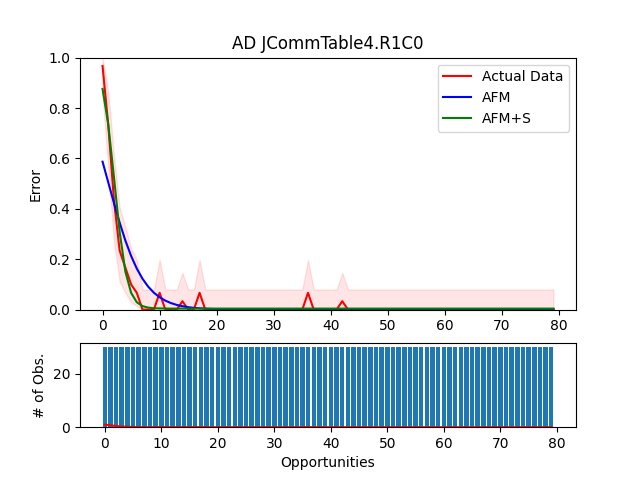 AD JCommTable4.R1C0
1.0
0.8
0.6
0.4
0.2
0.0
Error
0 10 20 30 40 50 60 70 80
Actual Data
AFM
AFM+S
20
0
# of Obs.
0 10 20 30 40 50 60 70 80
Opportunities